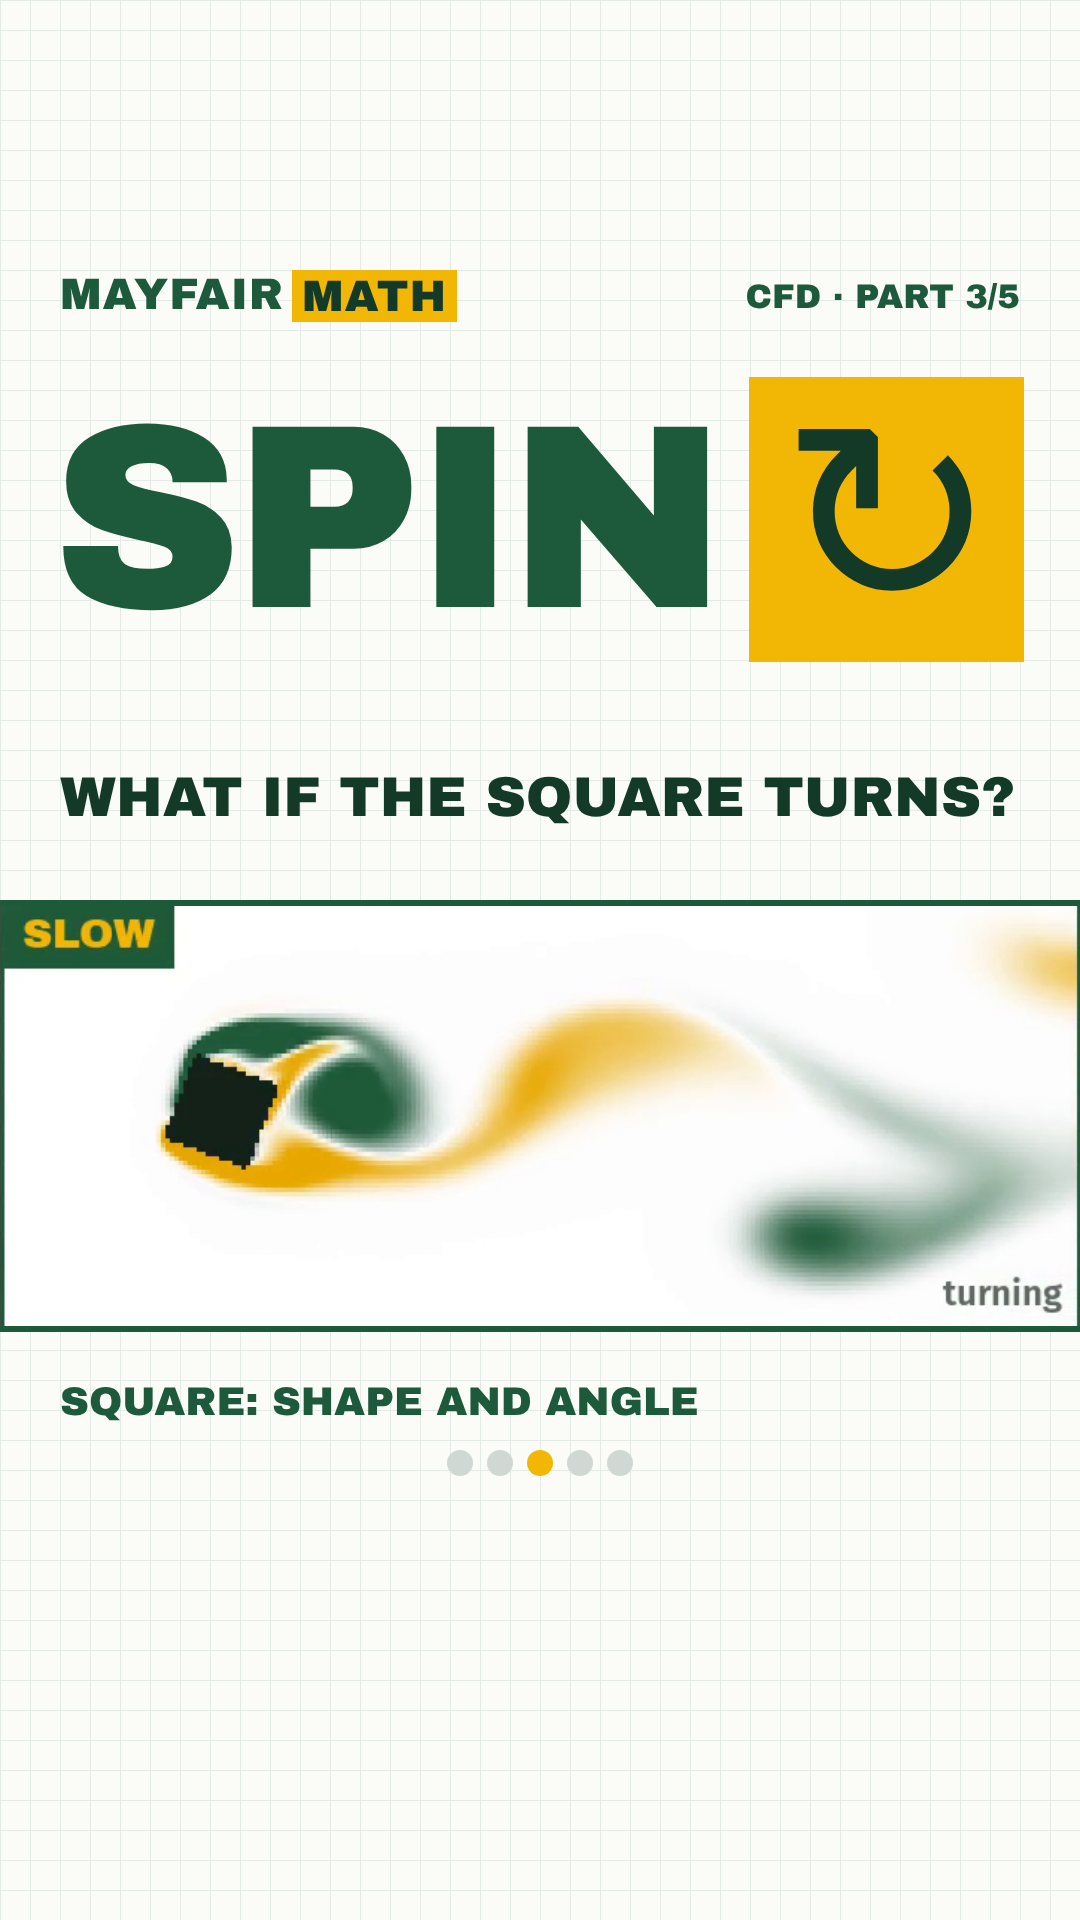 MAYFAIR MATH
CFD · PART 3/5
SPIN ↻
WHAT IF THE SQUARE TURNS?
SLOW
turning
SQUARE: SHAPE AND ANGLE